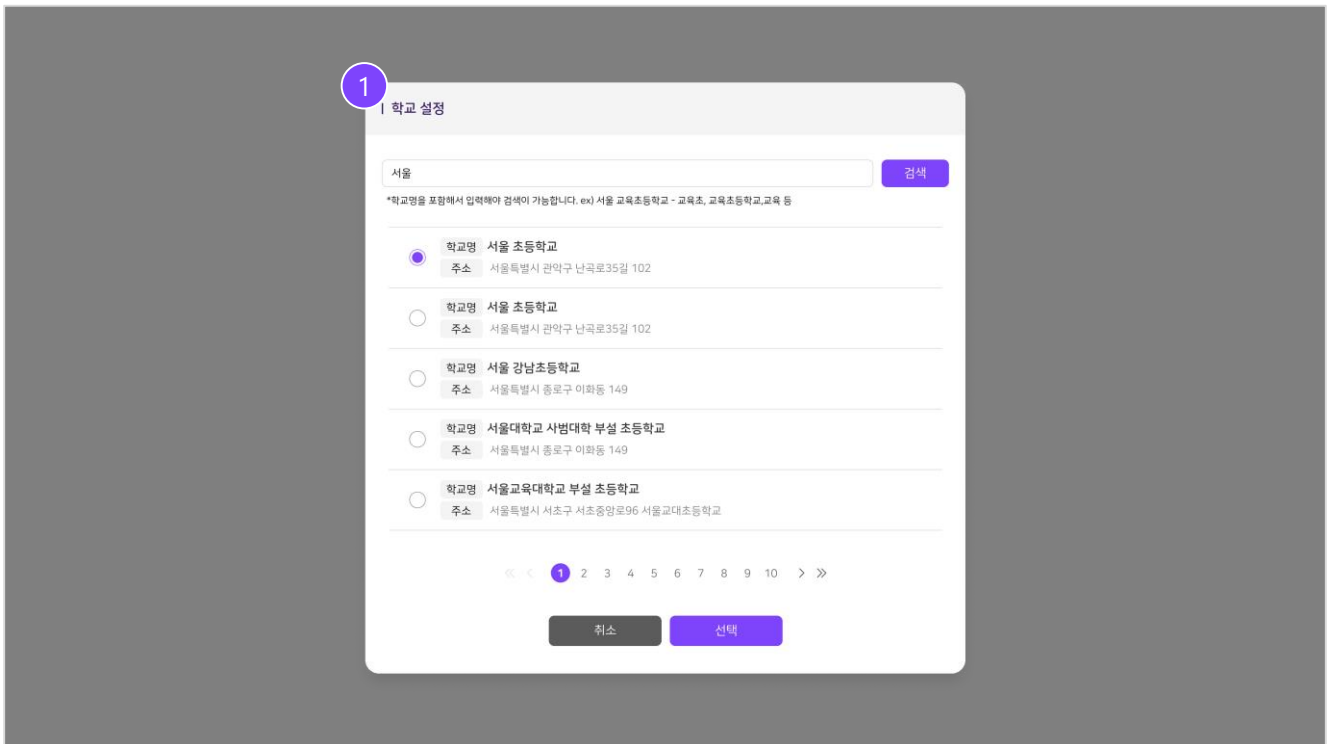 1
학교 설정
서울
검색
*학교명을 포함해서 입력해야 검색이 가능합니다. ex) 서울 교육초등학교 - 교육초, 교육초등학교,교육 등
학교명 서울 초등학교
주소 서울특별시 관악구 난곡로35길 102
학교명 서울 초등학교
주소 서울특별시 관악구 난곡로35길 102
학교명 서울 강남초등학교
주소 서울특별시 종로구 이화동 149
학교명 서울대학교 사범대학 부설 초등학교
주소 서울특별시 종로구 이화동 149
학교명 서울교육대학교 부설 초등학교
주소 서울특별시 서초구 서초중앙로96 서울교대초등학교
« < 1 2 3 4 5 6 7 8 9 10 > »
취소 선택